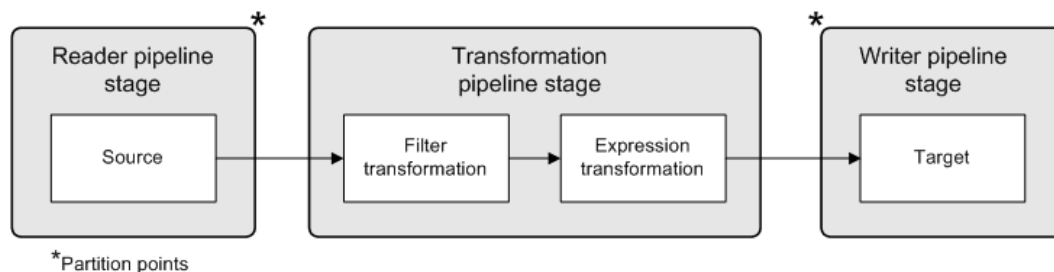 *
*
Reader pipeline
stage
Transformation
pipeline stage
Writer pipeline
stage
Source
Filter
transformation
Expression
transformation
Target
*Partition points